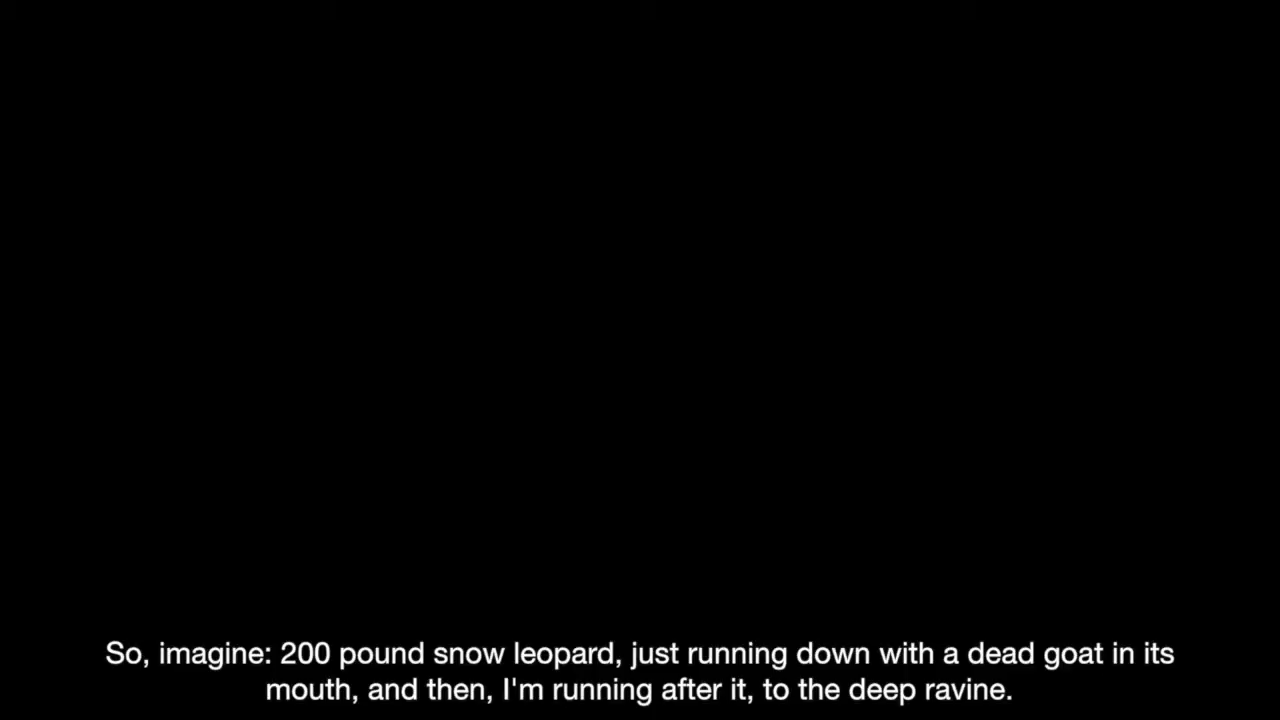 So, imagine: 200 pound snow leopard, just running down with a dead goat in its
mouth, and then, I'm running after it, to the deep ravine.